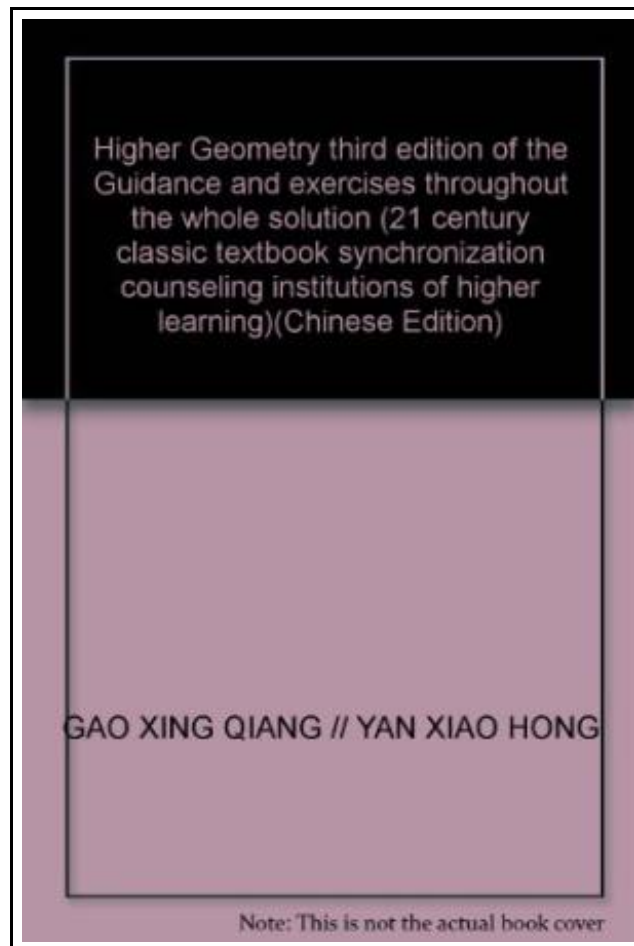 Higher Geometry third edition of the
Guidance and exercises throughout
the whole solution (21 century
classic textbook synchronization
counseling institutions of higher
learning)(Chinese Edition)
GAO XING QIANG // YAN XIAO HONG
Note: This is not the actual book cover